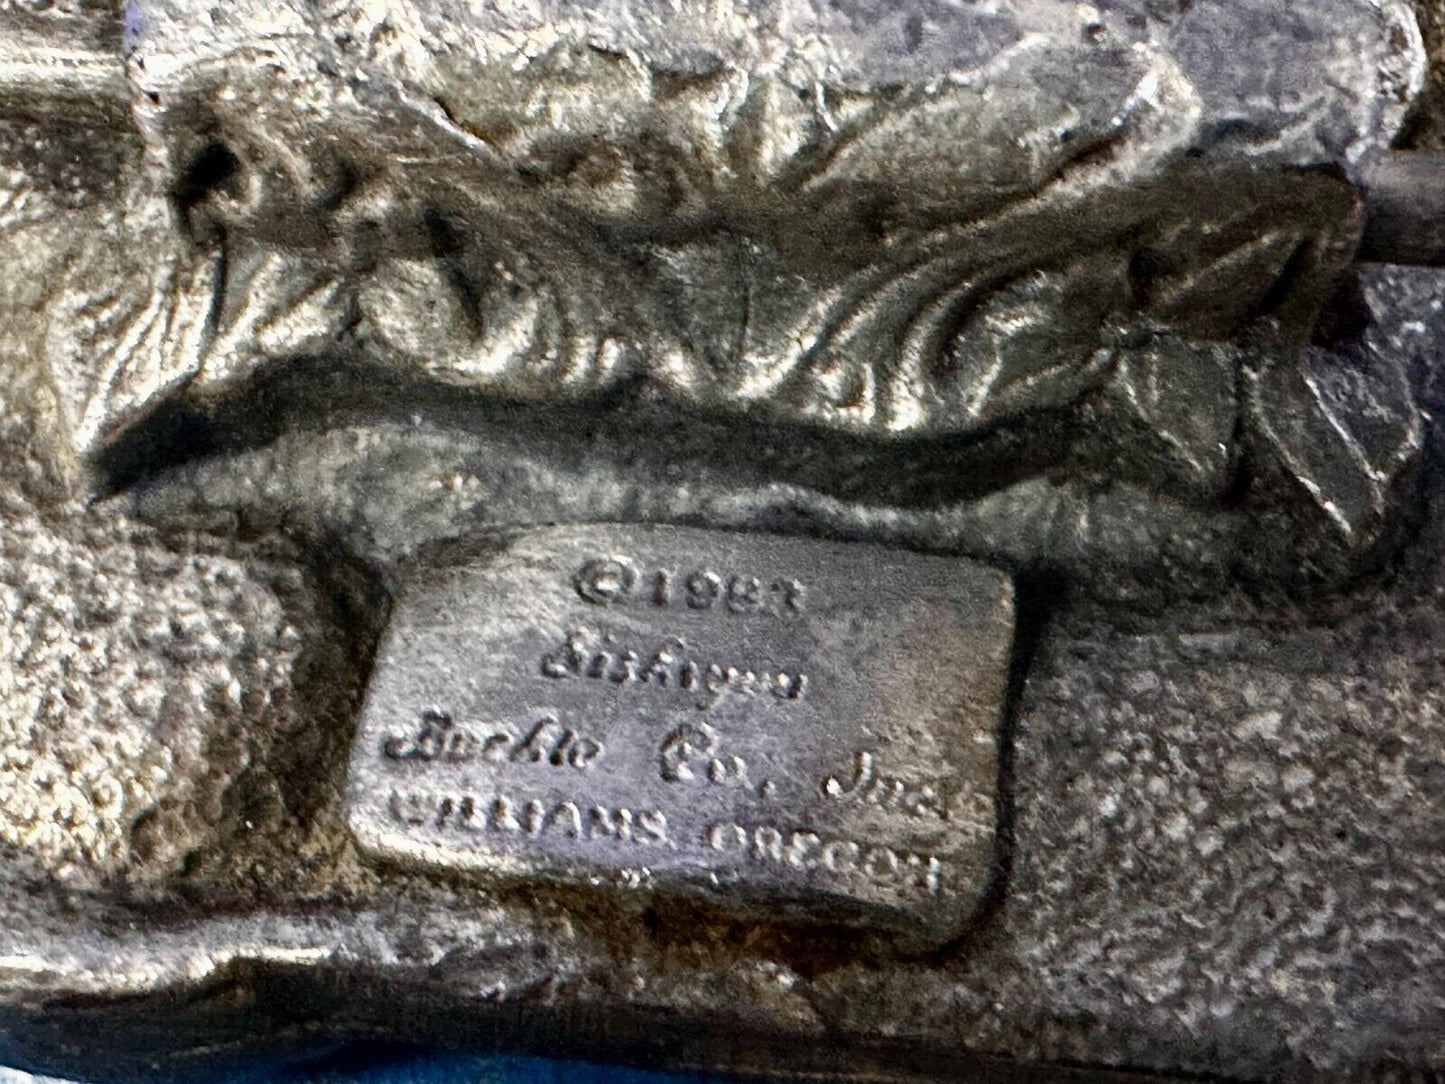 ©1983
Siskiyou
Buckle Co., Inc.
WILLIAMS, OREGON